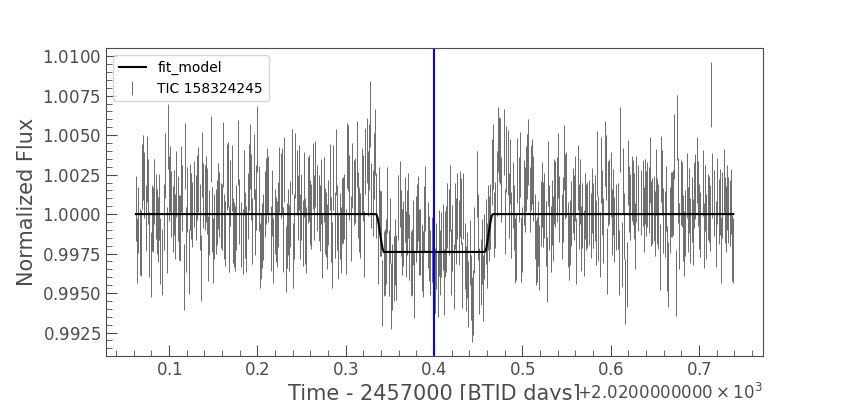 1.0100
1.0075
1.0050
1.0025
1.0000
0.9975
0.9950
0.9925
Normalized Flux
fit_model
TIC 158324245
0.1 0.2 0.3 0.4 0.5 0.6 0.7
Time - 2457000 [BTJD days]
+2.0200000000 × 10³